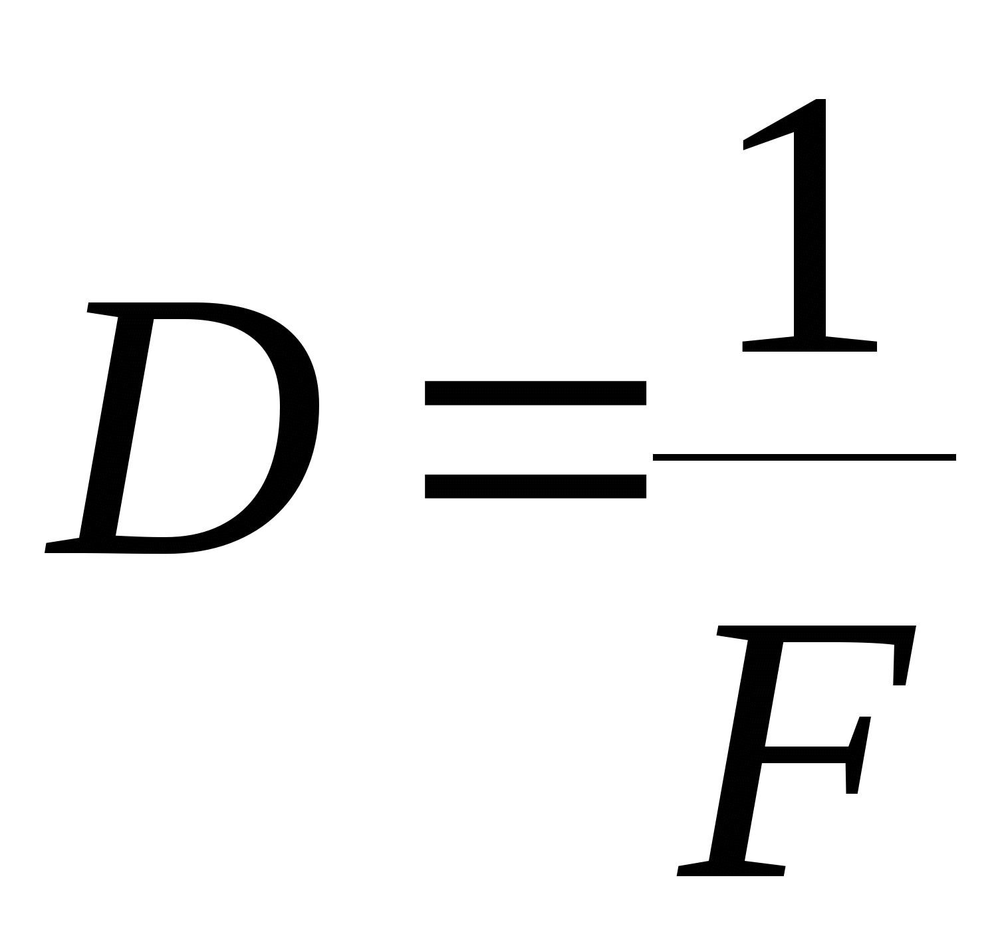 D = 1/F